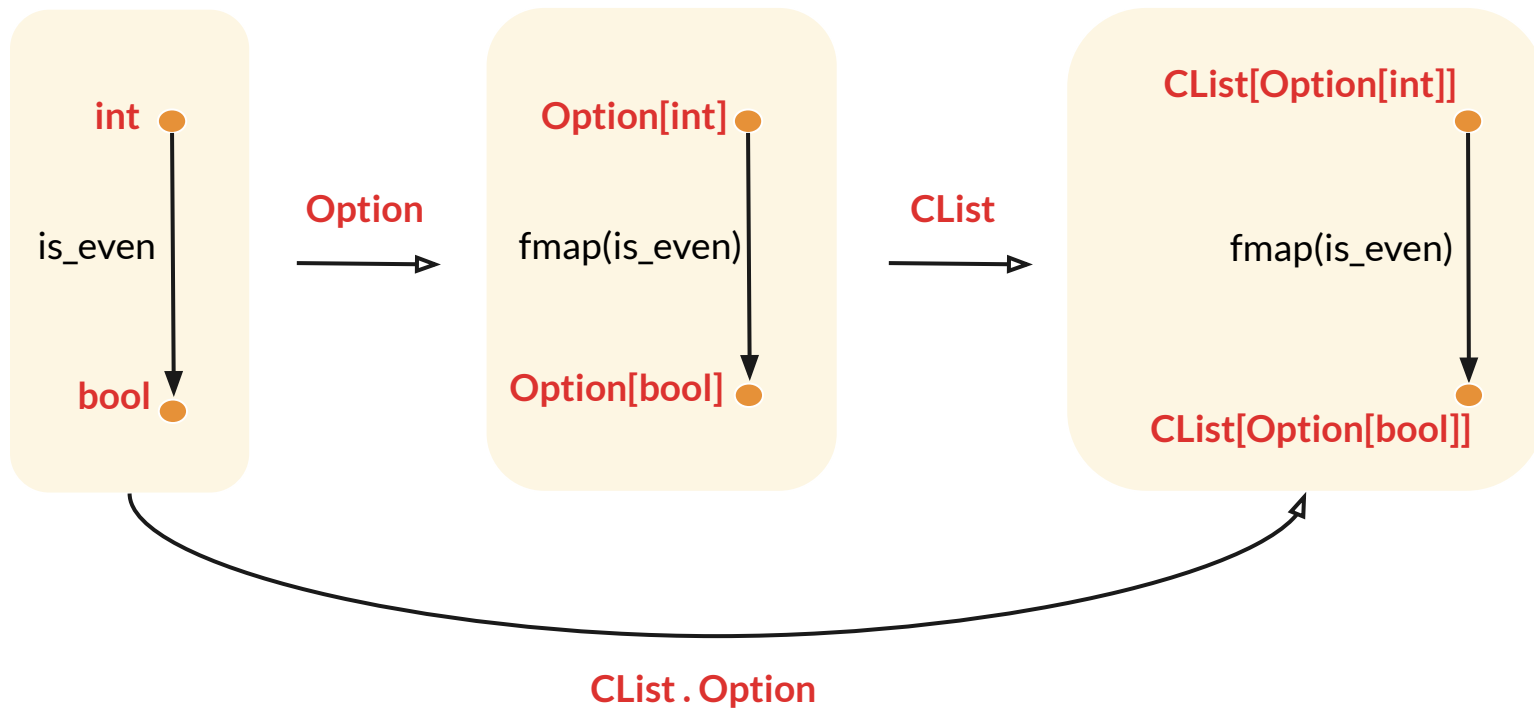 int
is_even
bool
Option
Option[int]
fmap(is_even)
Option[bool]
CList
CList[Option[int]]
fmap(is_even)
CList[Option[bool]]
CList . Option